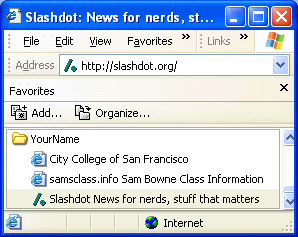 Slashdot: News for nerds, st...
File Edit View Favorites » Links »
Address http://slashdot.org/
Favorites
Add... Organize...
YourName
City College of San Francisco
samsclass.info Sam Bowne Class Information
Slashdot News for nerds, stuff that matters
Internet